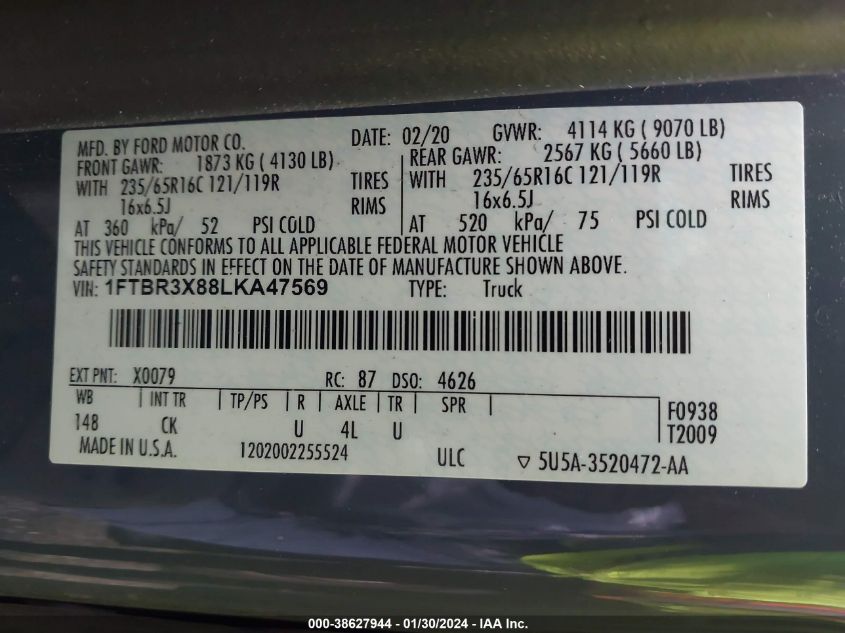 MFD. BY FORD MOTOR CO. DATE: 02/20 GVWR: 4114 KG ( 9070 LB)
FRONT GAWR: 1873 KG ( 4130 LB) REAR GAWR: 2567 KG ( 5660 LB)
WITH 235/65R16C 121/119R TIRES WITH 235/65R16C 121/119R TIRES
16x6.5J RIMS 16x6.5J RIMS
AT 360 kPa/ 52 PSI COLD AT 520 kPa/ 75 PSI COLD
THIS VEHICLE CONFORMS TO ALL APPLICABLE FEDERAL MOTOR VEHICLE
SAFETY STANDARDS IN EFFECT ON THE DATE OF MANUFACTURE SHOWN ABOVE.
VIN: 1FTBR3X88LKA47569 TYPE: Truck
EXT PNT: X0079 RC: 87 DSO: 4626
WB INT TR TP/PS R AXLE TR SPR F0938
148 CK U 4L U T2009
MADE IN U.S.A. 1202002255524 ULC ▽ 5U5A-3520472-AA
000-38627944 - 01/30/2024 - IAA Inc.